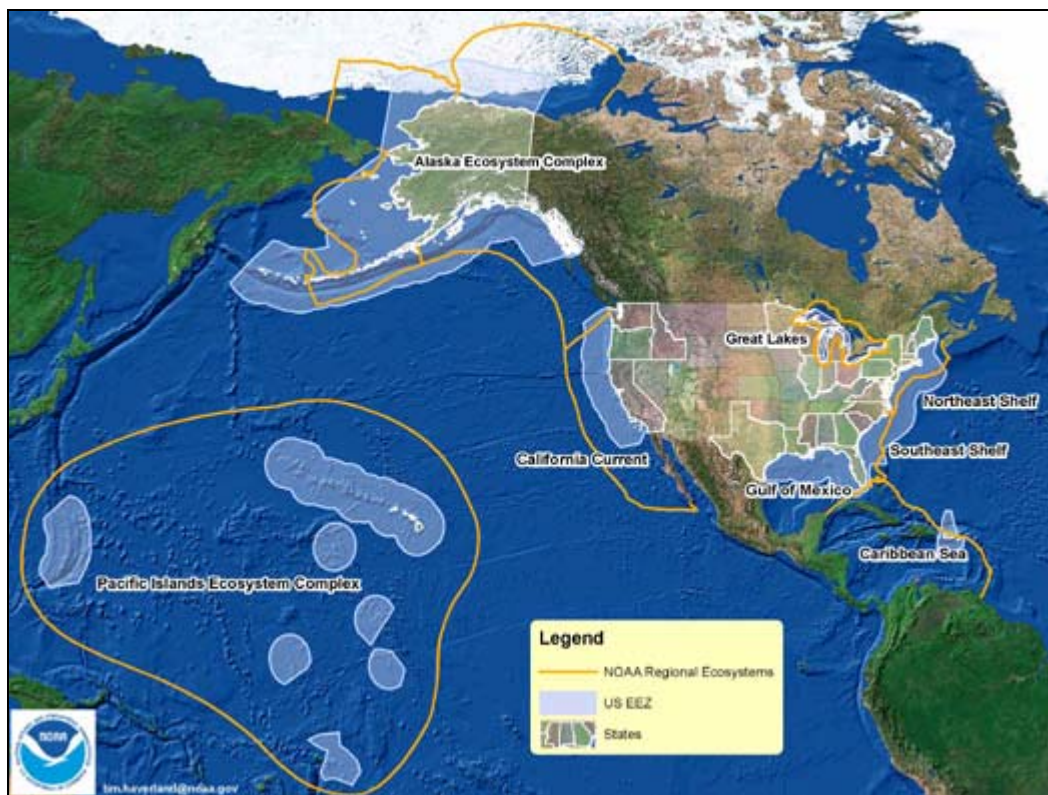 Alaska Ecosystem Complex
Great Lakes
Northeast Shelf
Southeast Shelf
California Current
Gulf of Mexico
Caribbean Sea
Pacific Islands Ecosystem Complex
Legend
NOAA Regional Ecosystems
US EEZ
States
NOAA
tim.haverland@noaa.gov